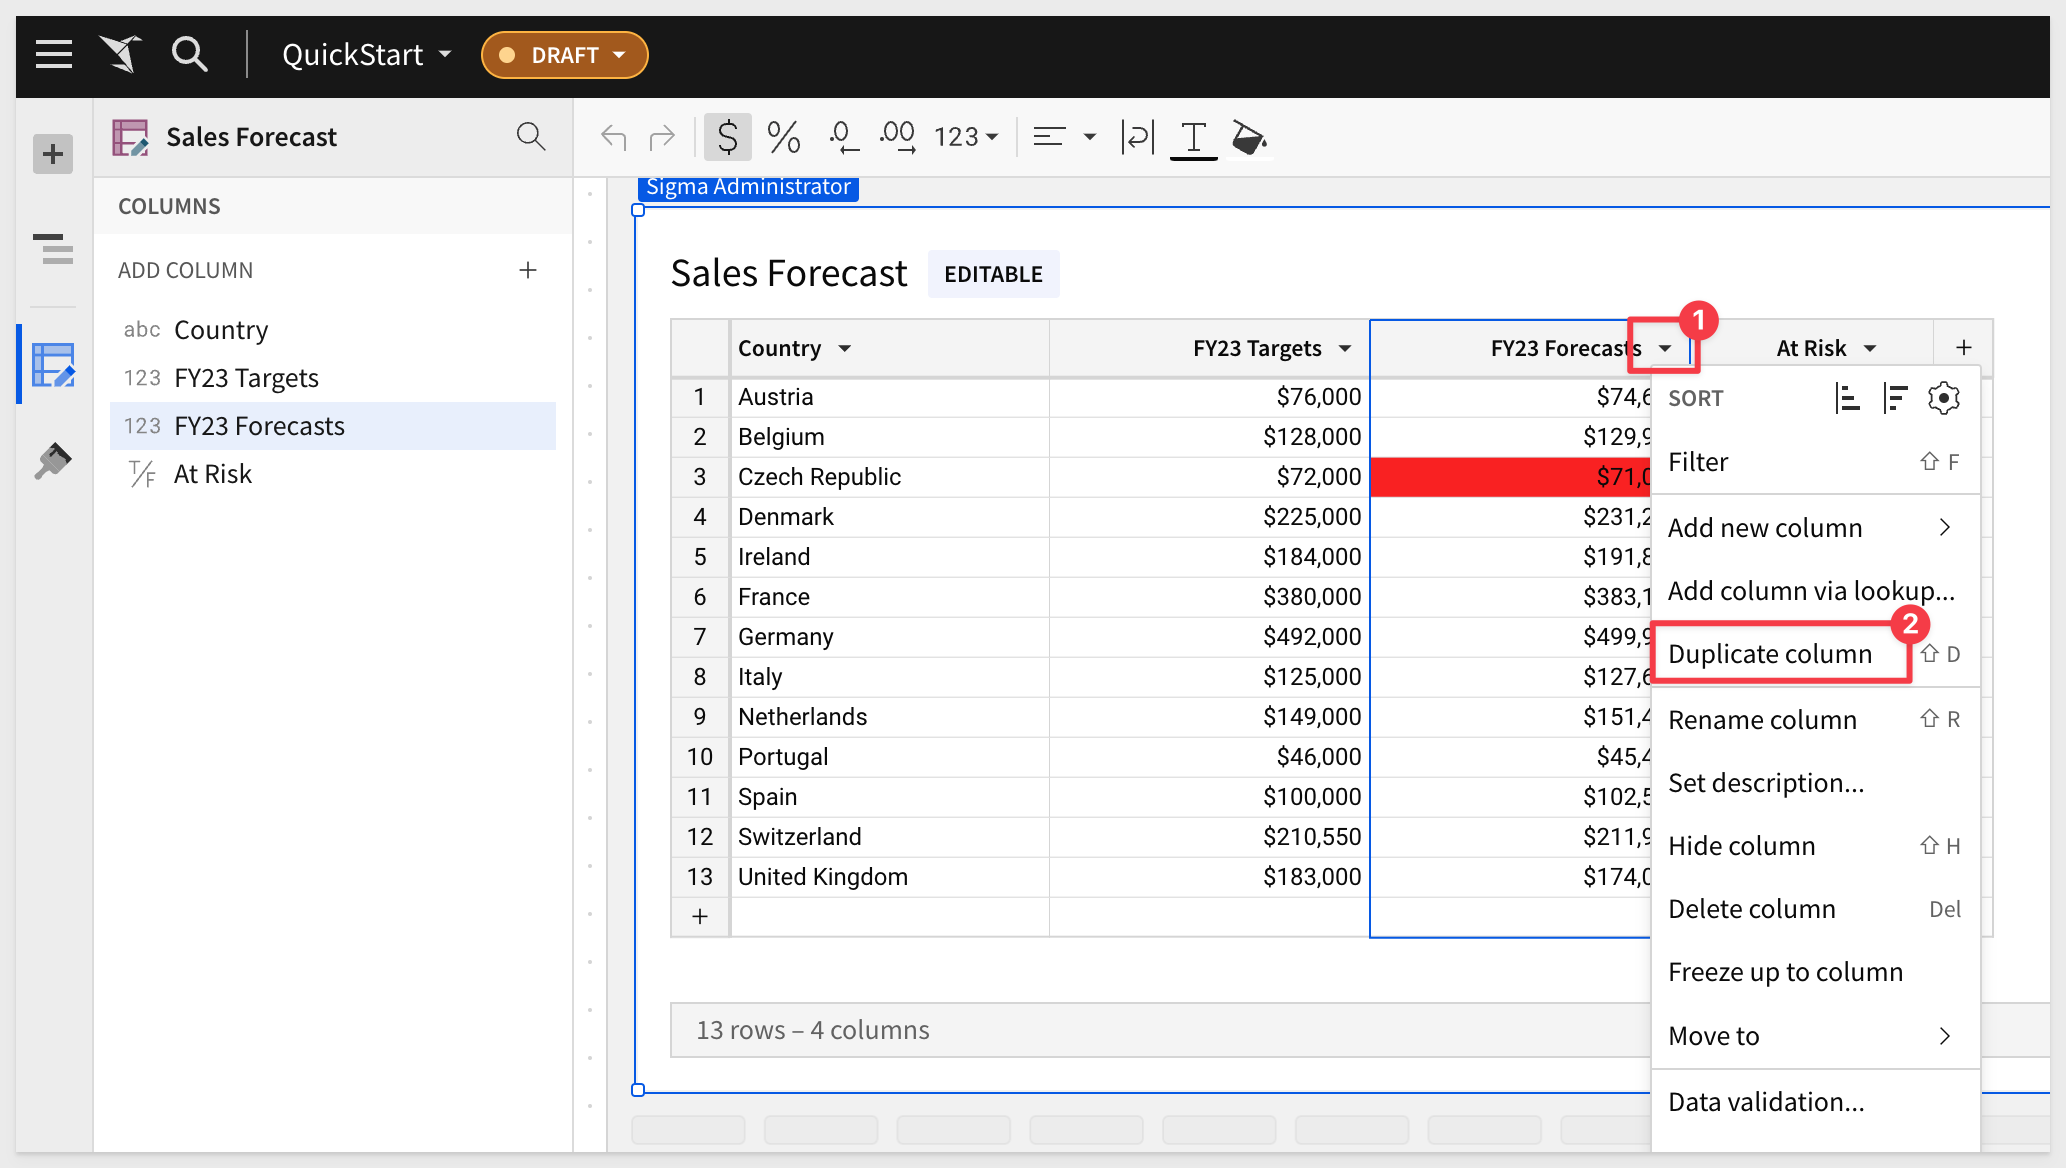 QuickStart
DRAFT
Sales Forecast
$ % .0 .00 123
T
Sigma Administrator
COLUMNS
ADD COLUMN
abc Country
123 FY23 Targets
123 FY23 Forecasts
T/F At Risk
Sales Forecast EDITABLE
1
Country FY23 Targets FY23 Forecasts At Risk
1 Austria $76,000 $74,6
2 Belgium $128,000 $129,9
3 Czech Republic $72,000 $71,0
4 Denmark $225,000 $231,2
5 Ireland $184,000 $191,8
6 France $380,000 $383,1
7 Germany $492,000 $499,9
8 Italy $125,000 $127,6
9 Netherlands $149,000 $151,4
10 Portugal $46,000 $45,4
11 Spain $100,000 $102,5
12 Switzerland $210,550 $211,9
13 United Kingdom $183,000 $174,0
+
13 rows – 4 columns
SORT
Filter ⇧ F
Add new column
Add column via lookup...
2
Duplicate column ⇧ D
Rename column ⇧ R
Set description...
Hide column ⇧ H
Delete column Del
Freeze up to column
Move to
Data validation...